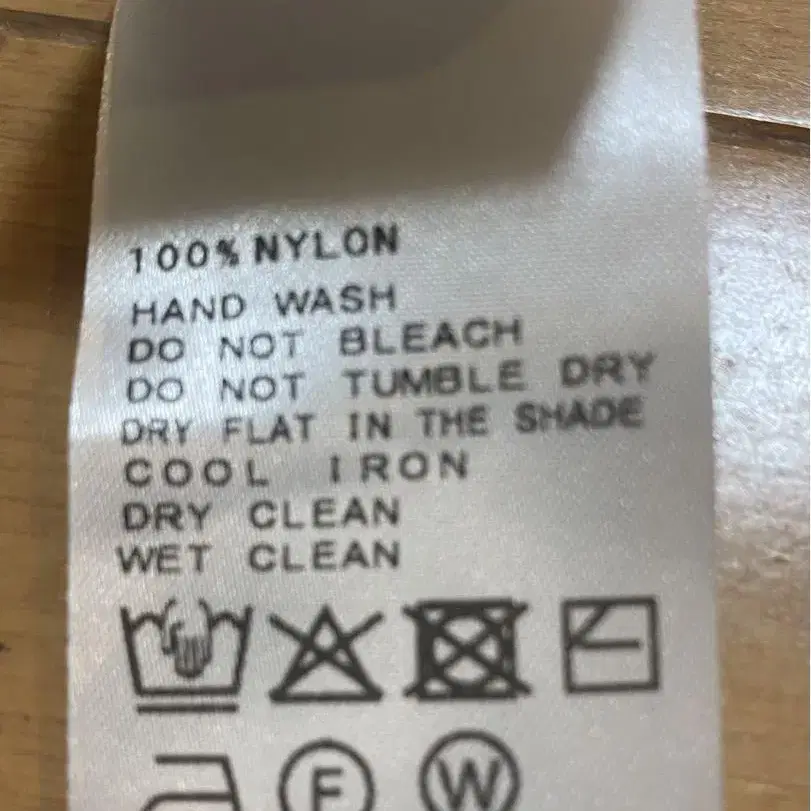 100% NYLON
HAND WASH
DO NOT BLEACH
DO NOT TUMBLE DRY
DRY FLAT IN THE SHADE
COOL IRON
DRY CLEAN
WET CLEAN
F W